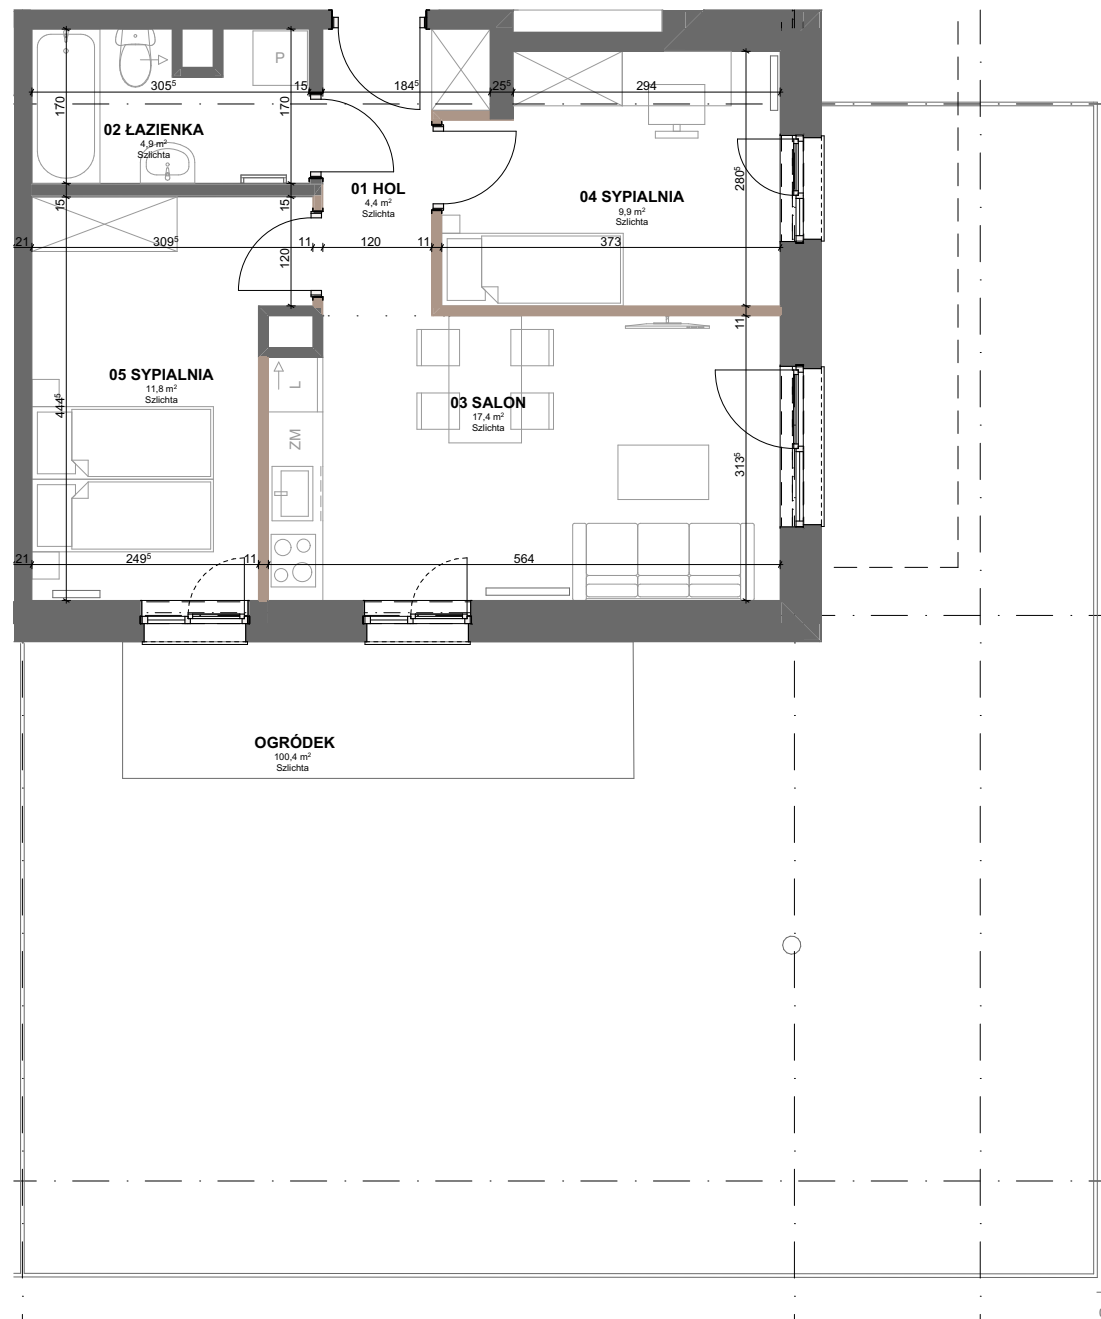 P
305⁵
15
184⁵
25⁵
294
170
170
02 ŁAZIENKA
4,9 m²
Szlichta
01 HOL
4,4 m²
Szlichta
04 SYPIALNIA
9,9 m²
Szlichta
280⁵
15
15
21
309⁵
11
120
11
373
120
11
05 SYPIALNIA
11,8 m²
Szlichta
444⁵
L
ZM
03 SALON
17,4 m²
Szlichta
313⁵
21
249⁵
11
564
OGRÓDEK
100,4 m²
Szlichta